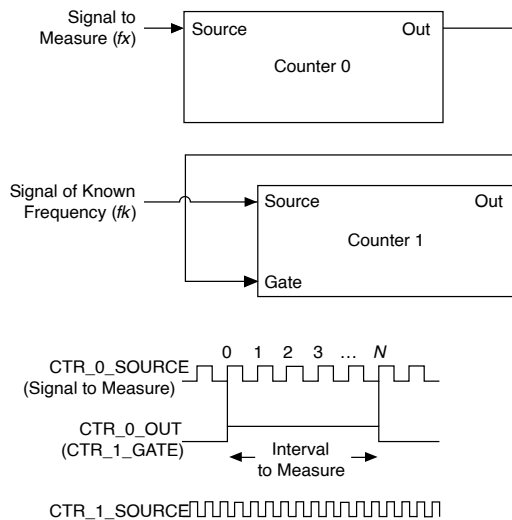 Signal to
Measure (fx)
Source
Out
Counter 0
Signal of Known
Frequency (fk)
Source
Out
Counter 1
Gate
0 1 2 3 … N
CTR_0_SOURCE
(Signal to Measure)
CTR_0_OUT
(CTR_1_GATE)
Interval
to Measure
CTR_1_SOURCE